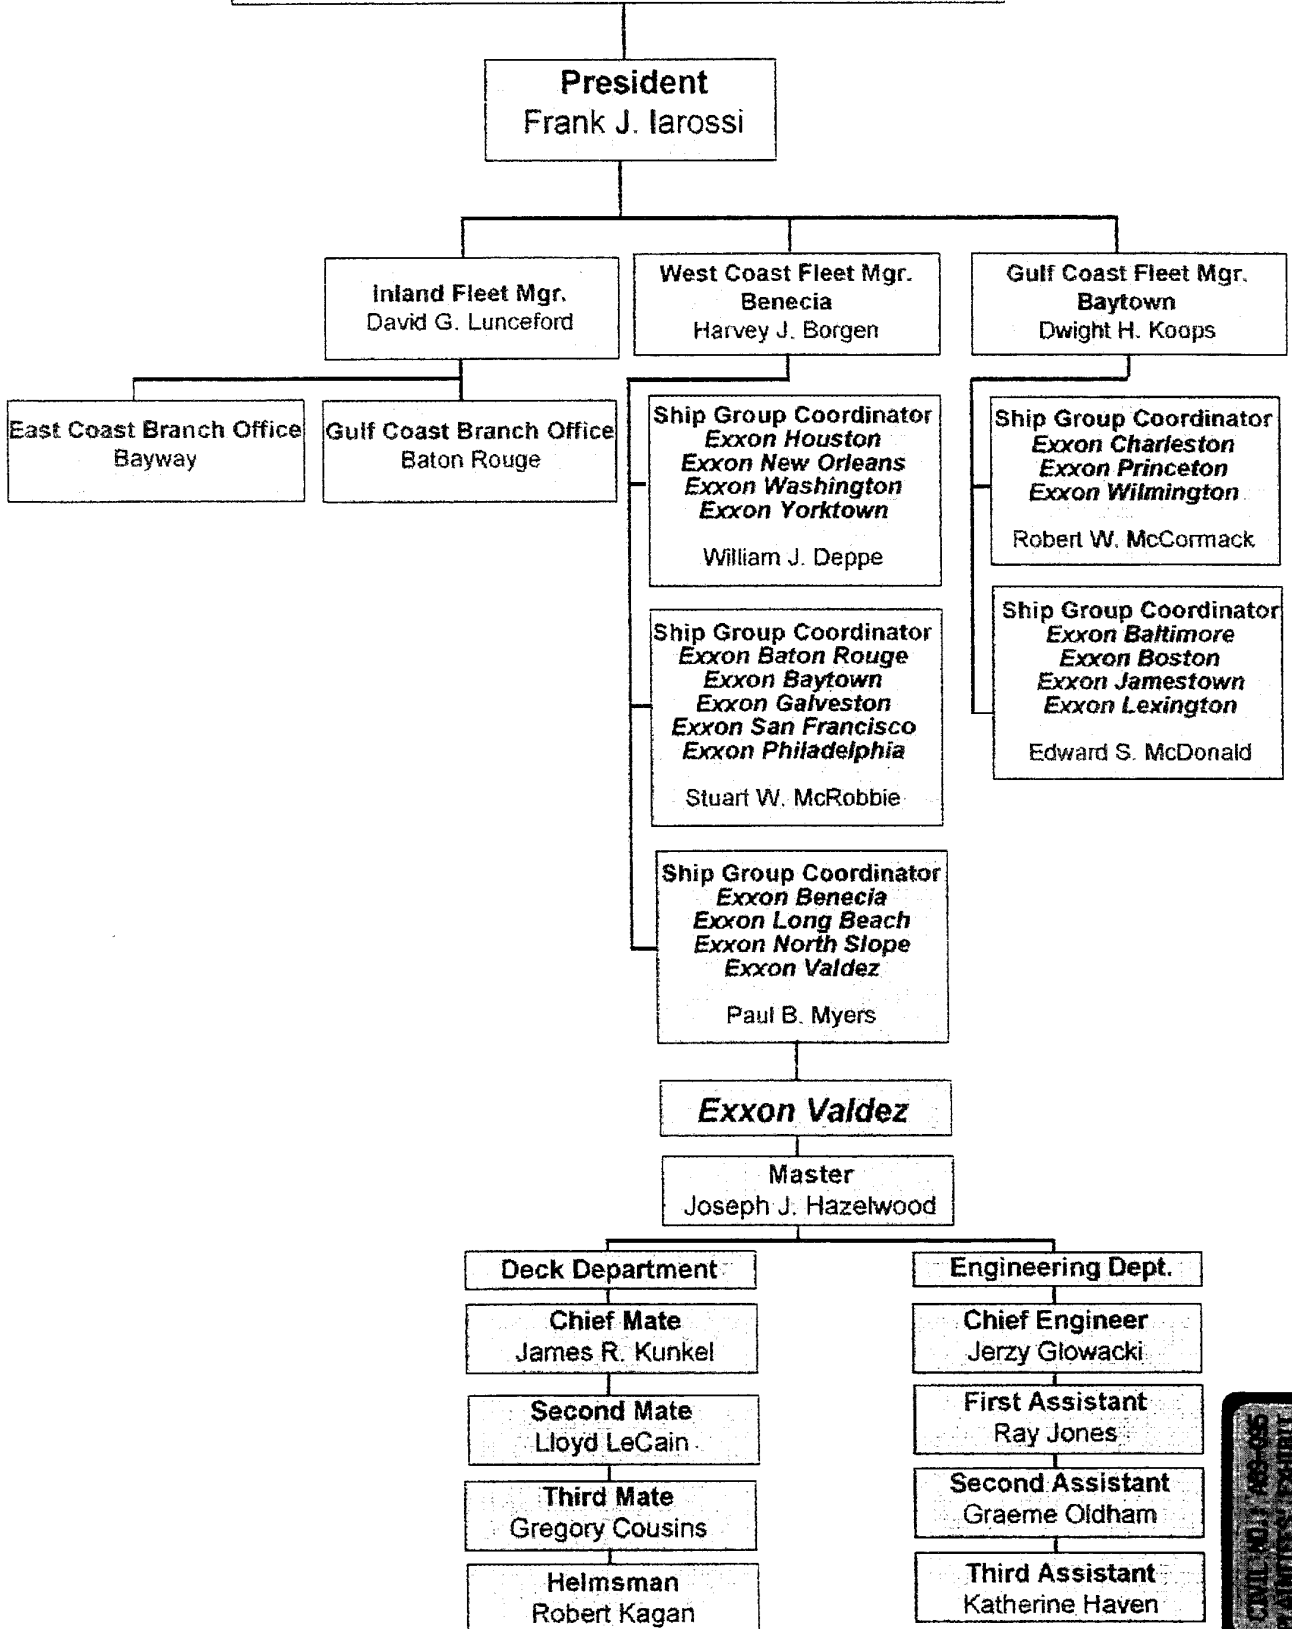 President
Frank J. Iarossi
Inland Fleet Mgr.
David G. Lunceford
West Coast Fleet Mgr.
Benecia
Harvey J. Borgen
Gulf Coast Fleet Mgr.
Baytown
Dwight H. Koops
East Coast Branch Office
Bayway
Gulf Coast Branch Office
Baton Rouge
Ship Group Coordinator
Exxon Houston
Exxon New Orleans
Exxon Washington
Exxon Yorktown
William J. Deppe
Ship Group Coordinator
Exxon Charleston
Exxon Princeton
Exxon Wilmington
Robert W. McCormack
Ship Group Coordinator
Exxon Baton Rouge
Exxon Baytown
Exxon Galveston
Exxon San Francisco
Exxon Philadelphia
Stuart W. McRobbie
Ship Group Coordinator
Exxon Baltimore
Exxon Boston
Exxon Jamestown
Exxon Lexington
Edward S. McDonald
Ship Group Coordinator
Exxon Benecia
Exxon Long Beach
Exxon North Slope
Exxon Valdez
Paul B. Myers
Exxon Valdez
Master
Joseph J. Hazelwood
Deck Department
Chief Mate
James R. Kunkel
Second Mate
Lloyd LeCain
Third Mate
Gregory Cousins
Helmsman
Robert Kagan
Engineering Dept.
Chief Engineer
Jerzy Glowacki
First Assistant
Ray Jones
Second Assistant
Graeme Oldham
Third Assistant
Katherine Haven
CIVIL NO. A89-095
PLAINTIFFS' EXHIBIT